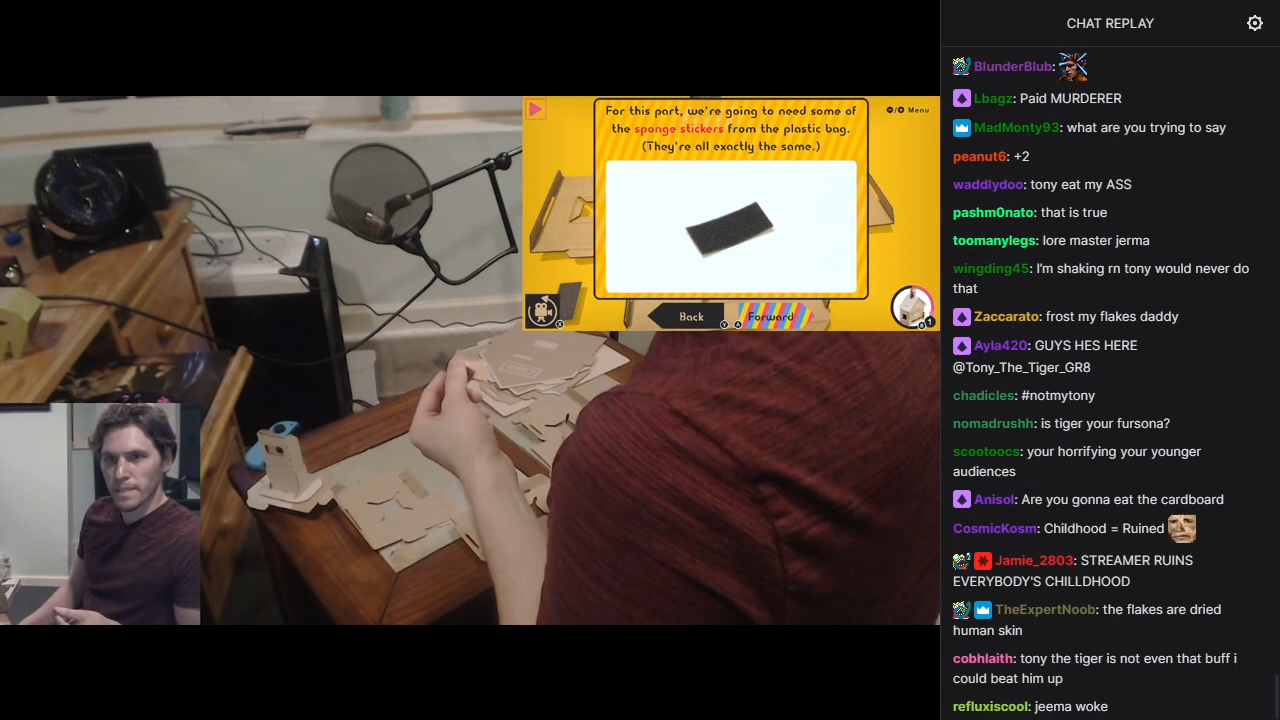 For this part, we're going to need some of
the sponge stickers from the plastic bag.
(They're all exactly the same.)
Menu
Back
Forward
CHAT REPLAY
BlunderBlub:
Lbagz: Paid MURDERER
MadMonty93: what are you trying to say
peanut6: +2
waddlydoo: tony eat my ASS
pashm0nato: that is true
toomanylegs: lore master jerma
wingding45: I'm shaking rn tony would never do
that
Zaccarato: frost my flakes daddy
Ayla420: GUYS HES HERE
@Tony_The_Tiger_GR8
chadicles: #notmytony
nomadrushh: is tiger your fursona?
scootoocs: your horrifying your younger
audiences
Anisol: Are you gonna eat the cardboard
CosmicKosm: Childhood = Ruined
Jamie_2803: STREAMER RUINS
EVERYBODY'S CHILLDHOOD
TheExpertNoob: the flakes are dried
human skin
cobhlaith: tony the tiger is not even that buff i
could beat him up
refluxiscool: jeema woke